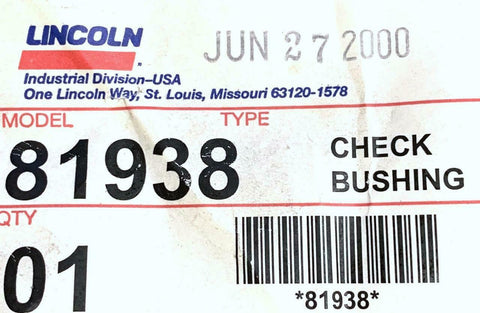 LINCOLN
JUN 27 2000
Industrial Division–USA
One Lincoln Way, St. Louis, Missouri 63120-1578
MODEL TYPE
81938 CHECK
BUSHING
QTY
01
*81938*